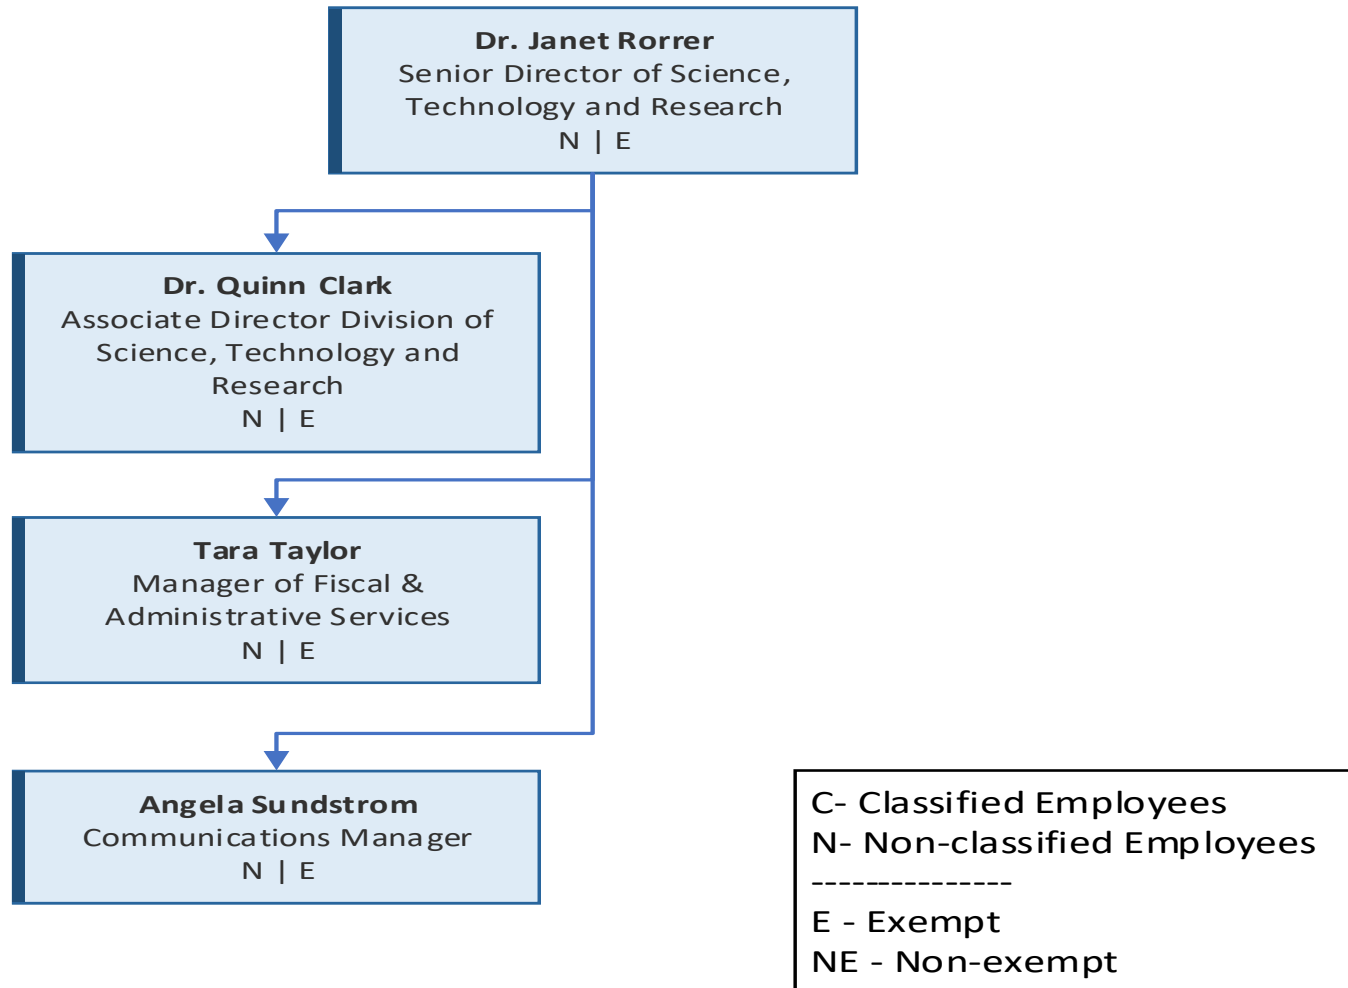 Dr. Janet Rorrer
Senior Director of Science,
Technology and Research
N | E
Dr. Quinn Clark
Associate Director Division of
Science, Technology and
Research
N | E
Tara Taylor
Manager of Fiscal &
Administrative Services
N | E
Angela Sundstrom
Communications Manager
N | E
C- Classified Employees
N- Non-classified Employees
---------------
E - Exempt
NE - Non-exempt